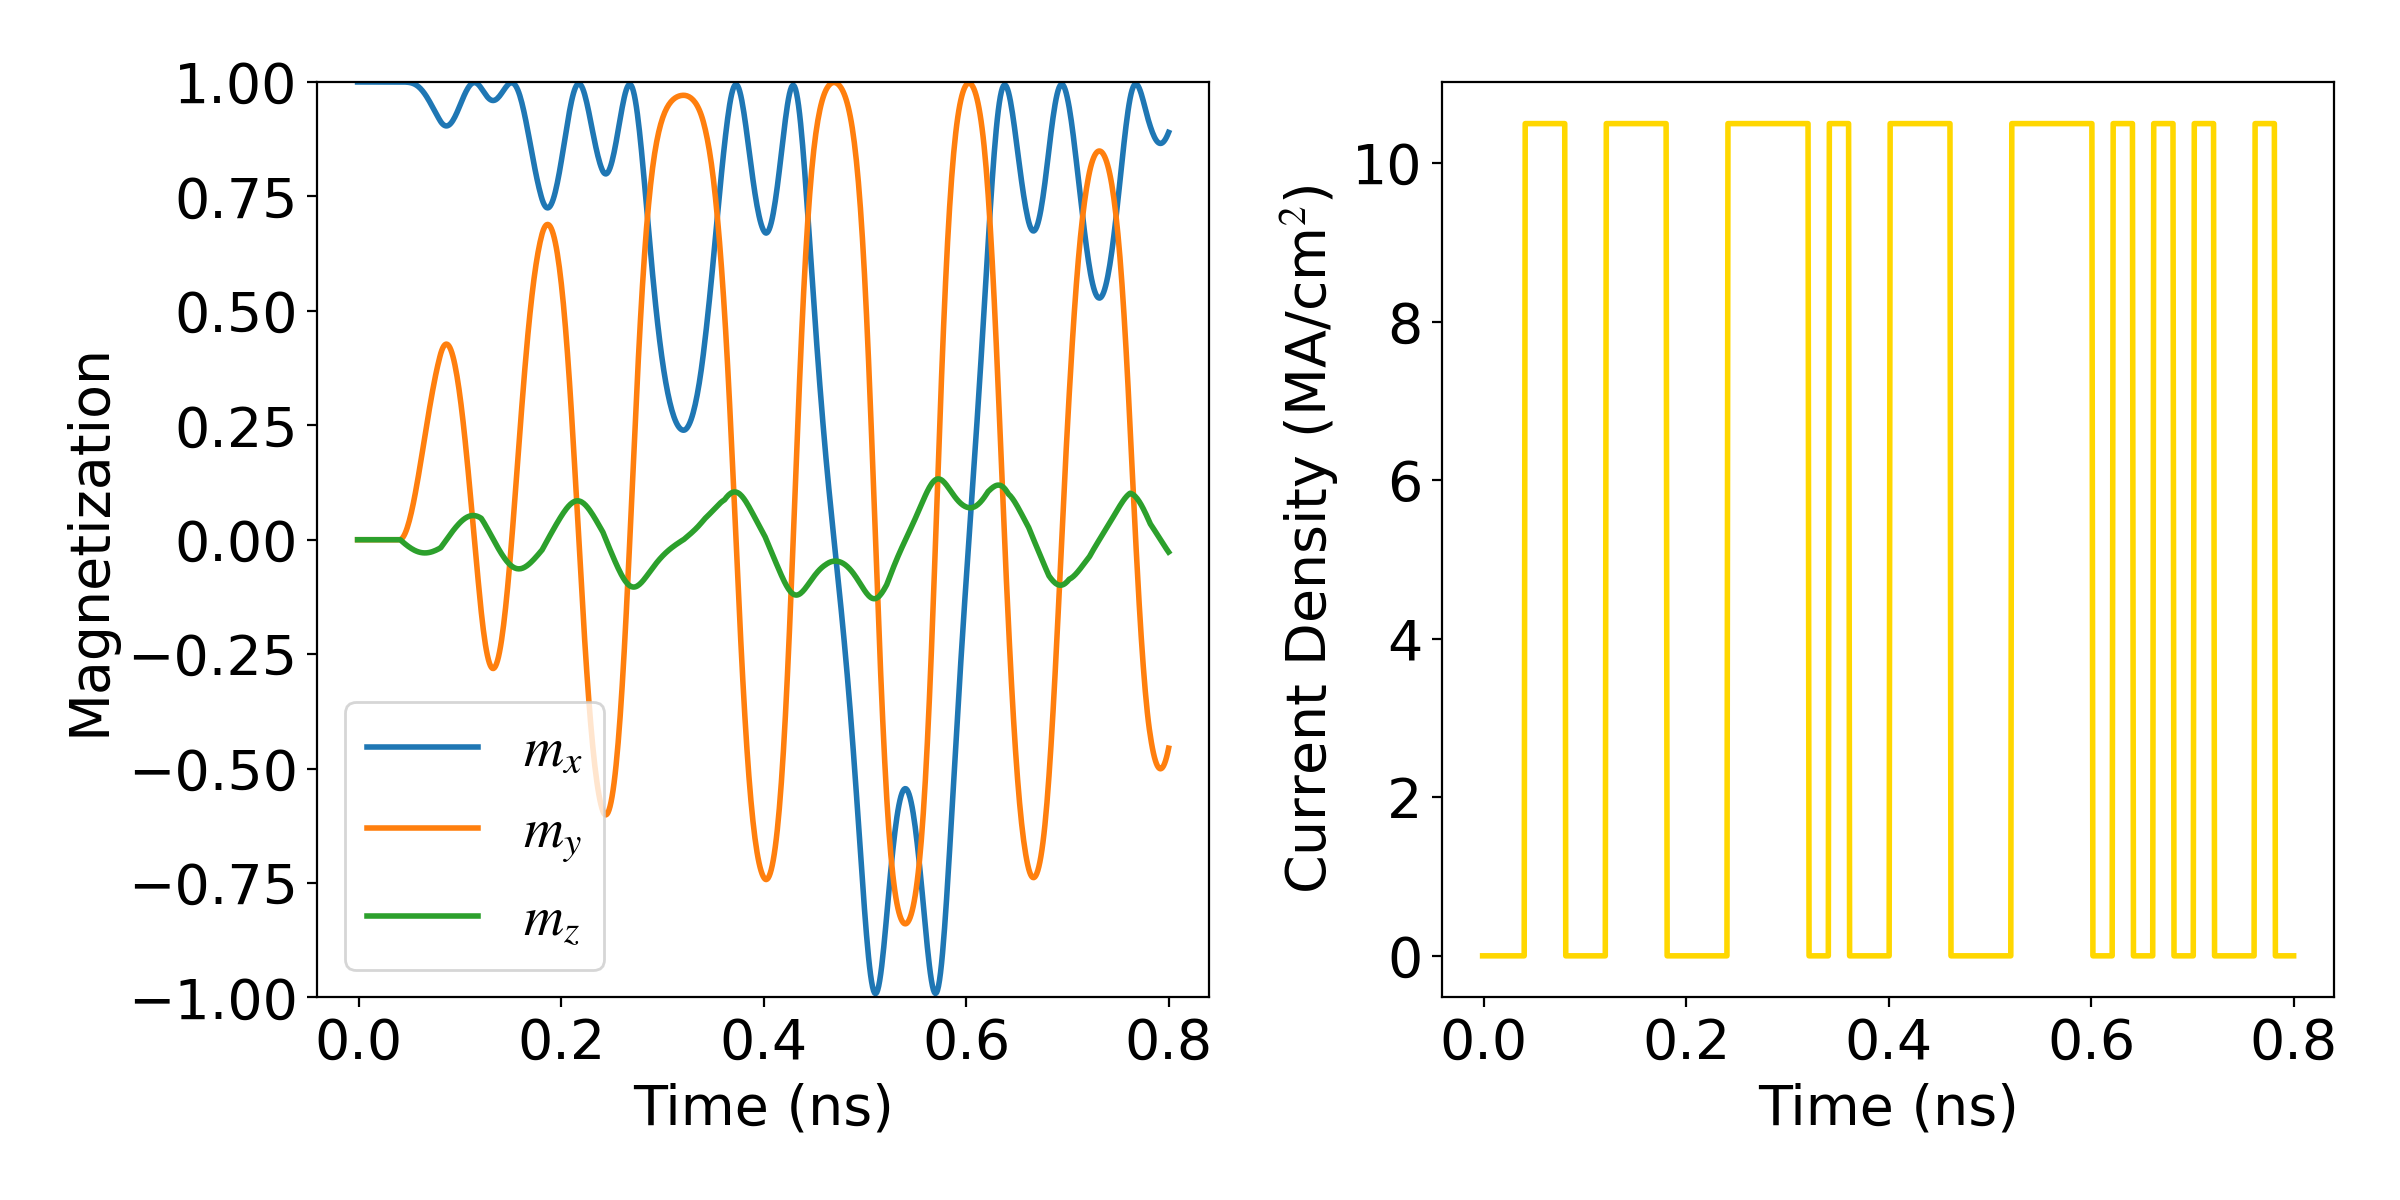 1.00
0.75
0.50
0.25
0.00
−0.25
−0.50
−0.75
−1.00
Magnetization
m_x
m_y
m_z
0.0 0.2 0.4 0.6 0.8
Time (ns)
10
8
6
4
2
0
Current Density (MA/cm²)
0.0 0.2 0.4 0.6 0.8
Time (ns)